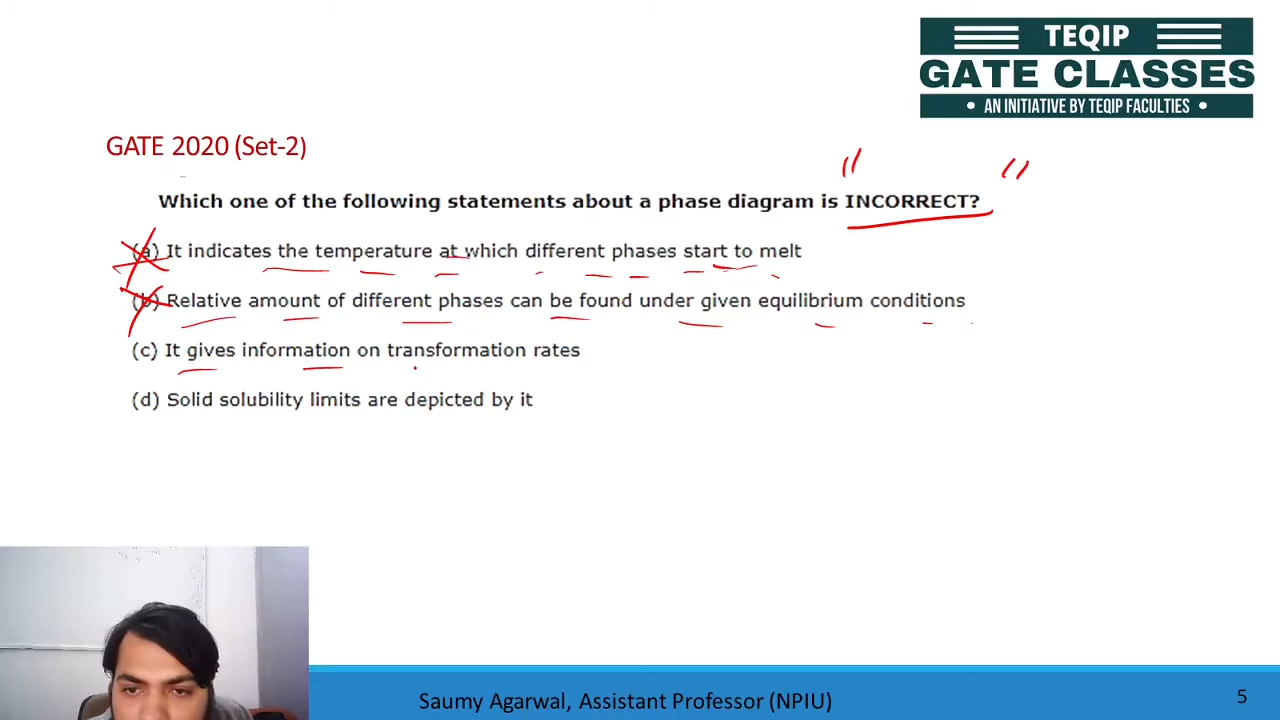 TEQIP
GATE CLASSES
• AN INITIATIVE BY TEQIP FACULTIES •
GATE 2020 (Set-2)
Which one of the following statements about a phase diagram is INCORRECT?
(a) It indicates the temperature at which different phases start to melt
(b) Relative amount of different phases can be found under given equilibrium conditions
(c) It gives information on transformation rates
(d) Solid solubility limits are depicted by it
Saumy Agarwal, Assistant Professor (NPIU)
5